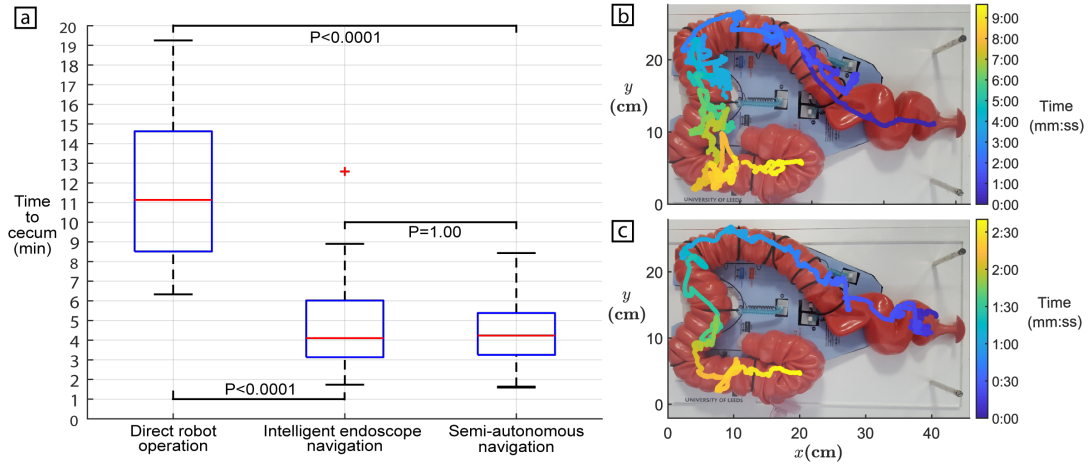 a
Time
to
cecum
(min)
20
19
18
17
16
15
14
13
12
11
10
9
8
7
6
5
4
3
2
1
0
P<0.0001
P=1.00
P<0.0001
Direct robot
operation
Intelligent endoscope
navigation
Semi-autonomous
navigation
b
y
(cm)
20
10
0
UNIVERSITY OF LEEDS
9:00
8:00
7:00
6:00
5:00
4:00
3:00
2:00
1:00
0:00
Time
(mm:ss)
c
y
(cm)
20
10
0
UNIVERSITY OF LEEDS
0
10
20
30
40
x(cm)
2:30
2:00
1:30
1:00
0:30
0:00
Time
(mm:ss)